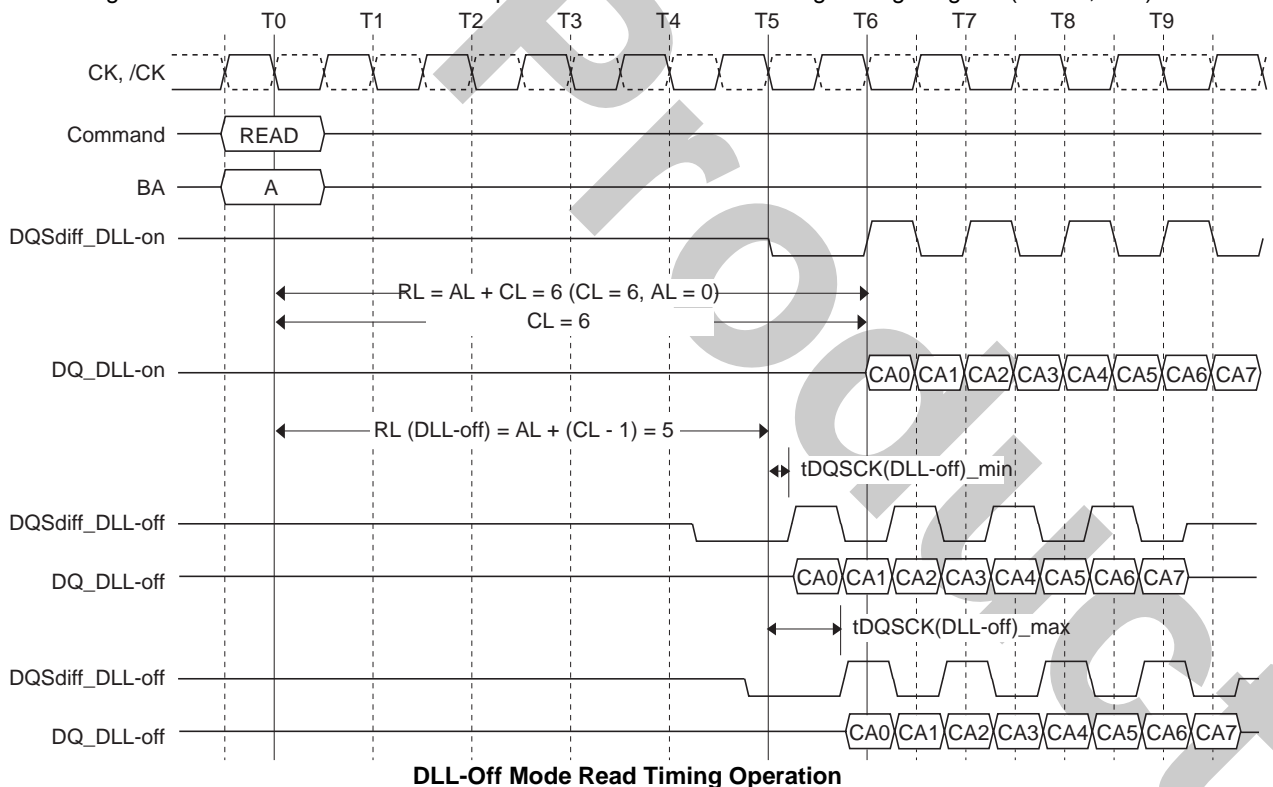 T0 T1 T2 T3 T4 T5 T6 T7 T8 T9
CK, /CK
Command READ
BA A
DQSdiff_DLL-on
RL = AL + CL = 6 (CL = 6, AL = 0)
CL = 6
DQ_DLL-on CA0 CA1 CA2 CA3 CA4 CA5 CA6 CA7
RL (DLL-off) = AL + (CL - 1) = 5
tDQSCK(DLL-off)_min
DQSdiff_DLL-off
DQ_DLL-off CA0 CA1 CA2 CA3 CA4 CA5 CA6 CA7
tDQSCK(DLL-off)_max
DQSdiff_DLL-off
DQ_DLL-off CA0 CA1 CA2 CA3 CA4 CA5 CA6 CA7
DLL-Off Mode Read Timing Operation
Product